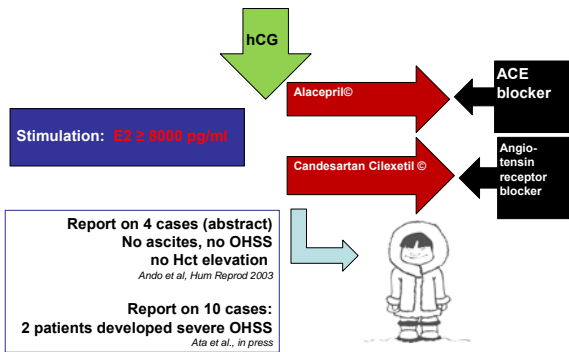 hCG
Alacepril©
ACE
blocker
Stimulation: E2 ≥ 8000 pg/ml
Candesartan Cilexetil ©
Angio-
tensin
receptor
blocker
Report on 4 cases (abstract)
No ascites, no OHSS
no Hct elevation
Ando et al, Hum Reprod 2003
Report on 10 cases:
2 patients developed severe OHSS
Ata et al., in press